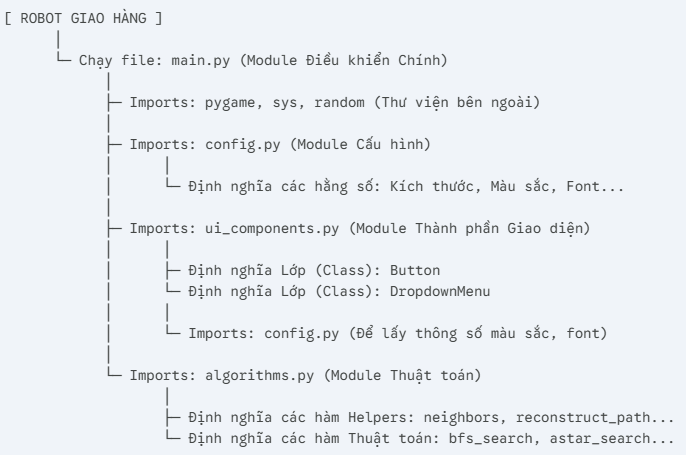 [ ROBOT GIAO HÀNG ]
Chạy file: main.py (Module Điều khiển Chính)
Imports: pygame, sys, random (Thư viện bên ngoài)
Imports: config.py (Module Cấu hình)
Định nghĩa các hằng số: Kích thước, Màu sắc, Font...
Imports: ui_components.py (Module Thành phần Giao diện)
Định nghĩa Lớp (Class): Button
Định nghĩa Lớp (Class): DropdownMenu
Imports: config.py (Để lấy thông số màu sắc, font)
Imports: algorithms.py (Module Thuật toán)
Định nghĩa các hàm Helpers: neighbors, reconstruct_path...
Định nghĩa các hàm Thuật toán: bfs_search, astar_search...